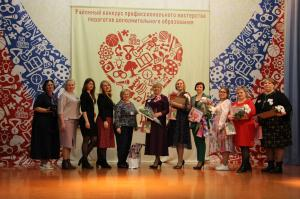 Районный конкурс профессионального мастерства
педагогов дополнительного образования